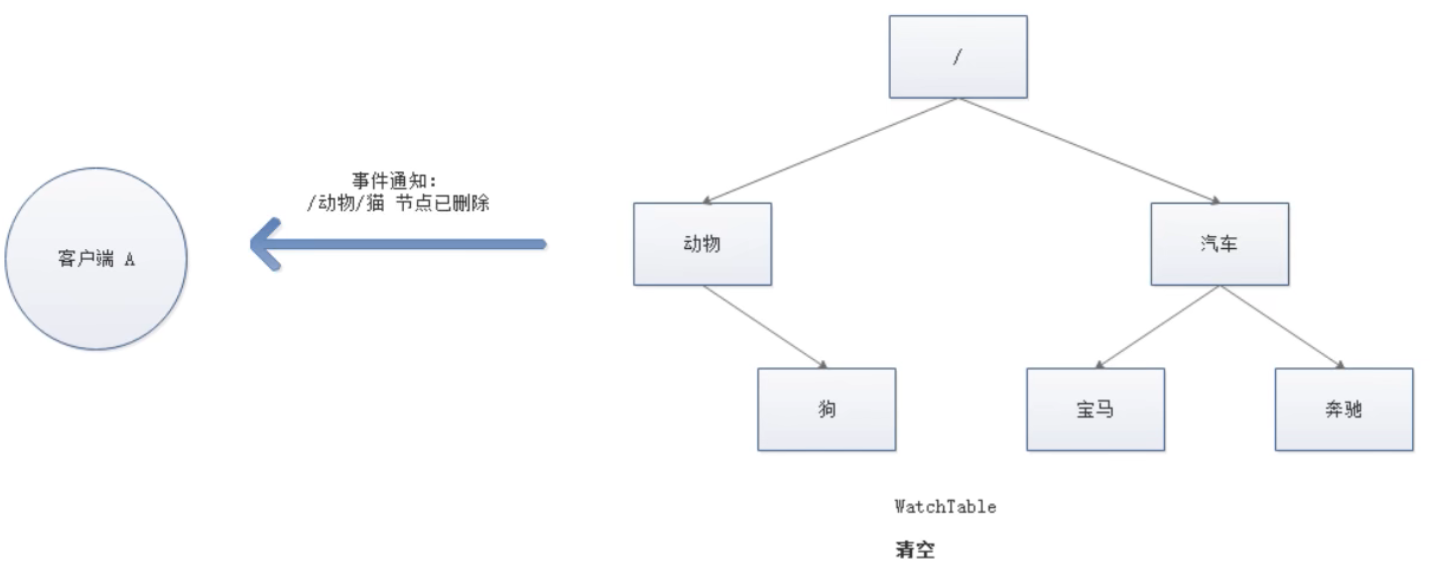 /
事件通知：
/动物/猫 节点已删除
客户端 A
动物
汽车
狗
宝马
奔驰
WatchTable
清空